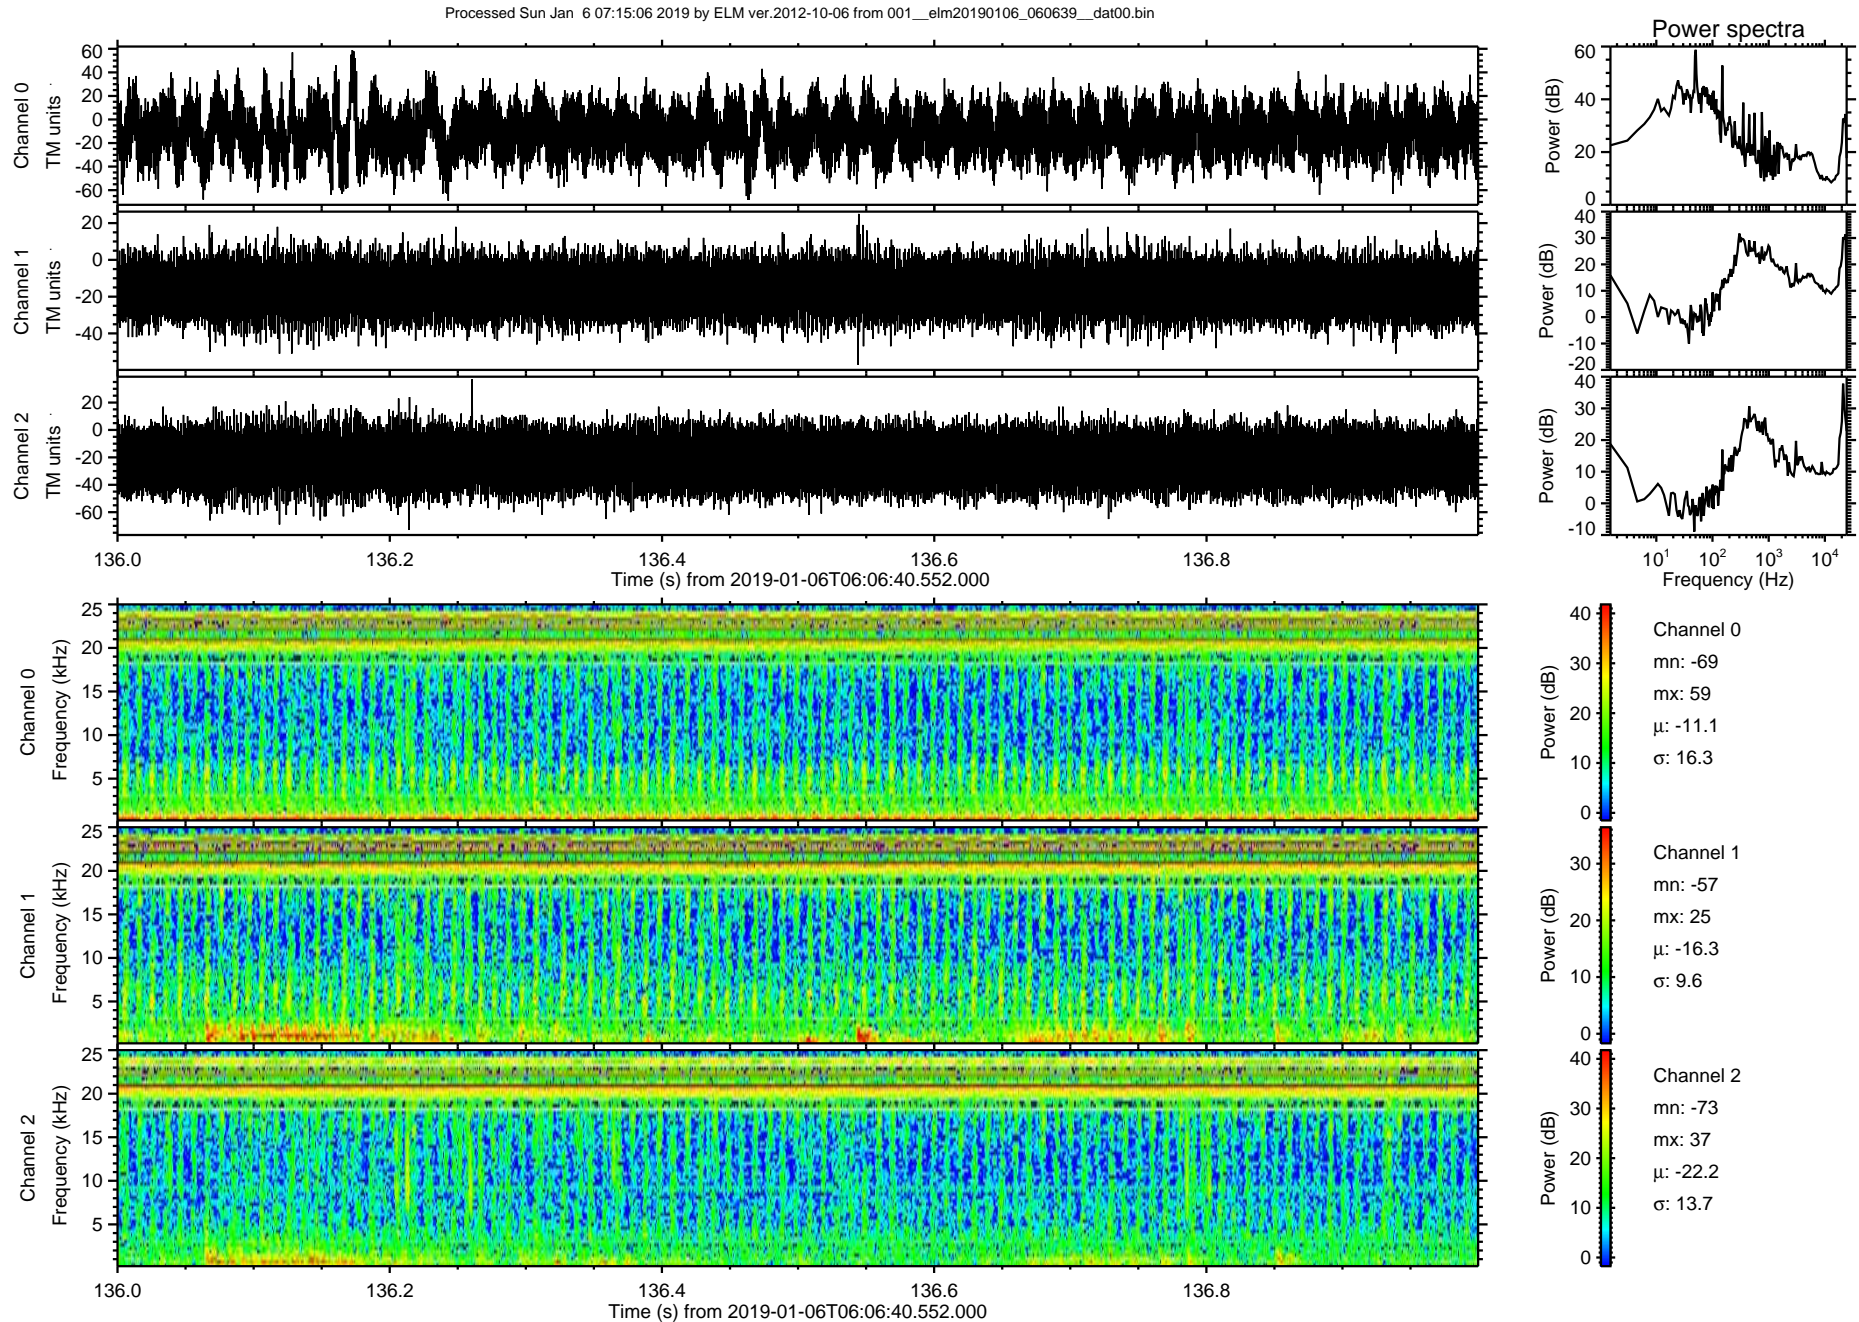 Processed Sun Jan  6 07:15:06 2019 by ELM ver.2012-10-06 from 001__elm20190106_060639__dat00.bin
Power spectra
Channel 0
TM units
60
40
20
0
-20
-40
-60
Power (dB)
60
40
20
0
Channel 1
TM units
20
0
-20
-40
Power (dB)
40
30
20
10
0
-10
-20
Channel 2
TM units
20
0
-20
-40
-60
Power (dB)
40
30
20
10
0
-10
136.0 136.2 136.4 136.6 136.8
Time (s) from 2019-01-06T06:06:40.552.000
10¹ 10² 10³ 10⁴
Frequency (Hz)
Channel 0
Frequency (kHz)
25
20
15
10
5
Power (dB)
40
30
20
10
0
Channel 0
mn: -69
mx: 59
μ: -11.1
σ: 16.3
Channel 1
Frequency (kHz)
25
20
15
10
5
Power (dB)
30
20
10
0
Channel 1
mn: -57
mx: 25
μ: -16.3
σ: 9.6
Channel 2
Frequency (kHz)
25
20
15
10
5
Power (dB)
40
30
20
10
0
Channel 2
mn: -73
mx: 37
μ: -22.2
σ: 13.7
136.0 136.2 136.4 136.6 136.8
Time (s) from 2019-01-06T06:06:40.552.000